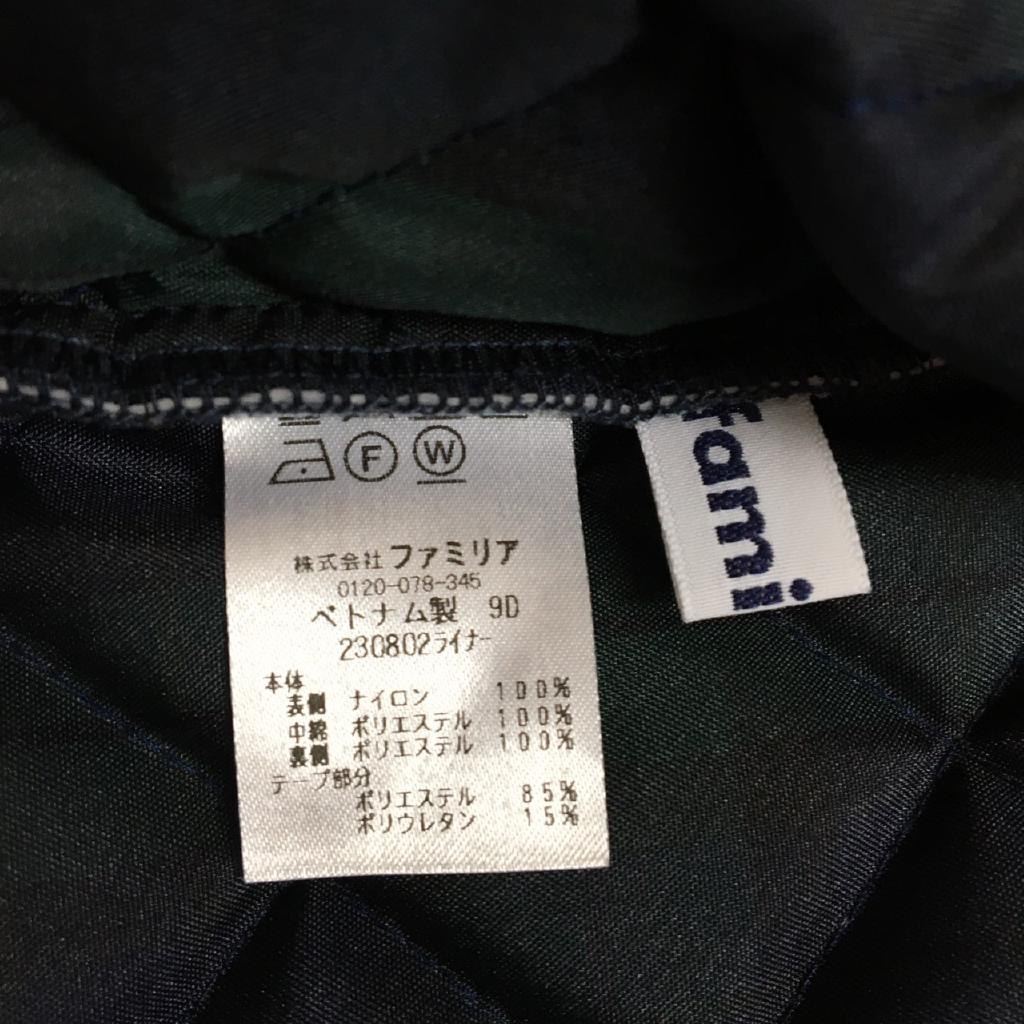 F W
株式会社 ファミリア
0120-078-345
ベトナム製 9D
230802ライナー
本体
表側 ナイロン 100%
中綿 ポリエステル 100%
裏側 ポリエステル 100%
テープ部分
ポリエステル 85%
ポリウレタン 15%
fami